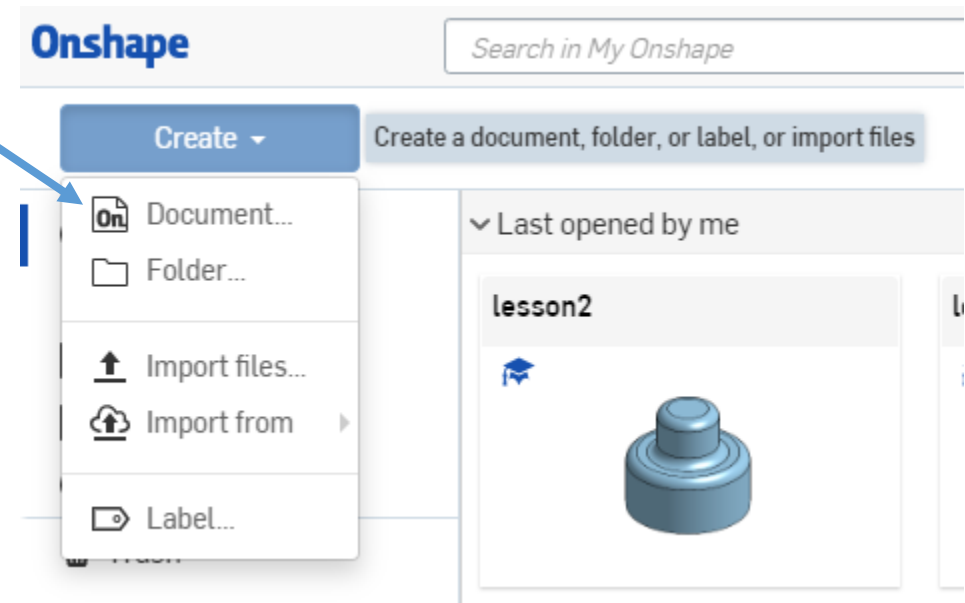 Onshape
Search in My Onshape
Create
Create a document, folder, or label, or import files
On
Document...
Folder...
Import files...
Import from
Label...
Last opened by me
lesson2